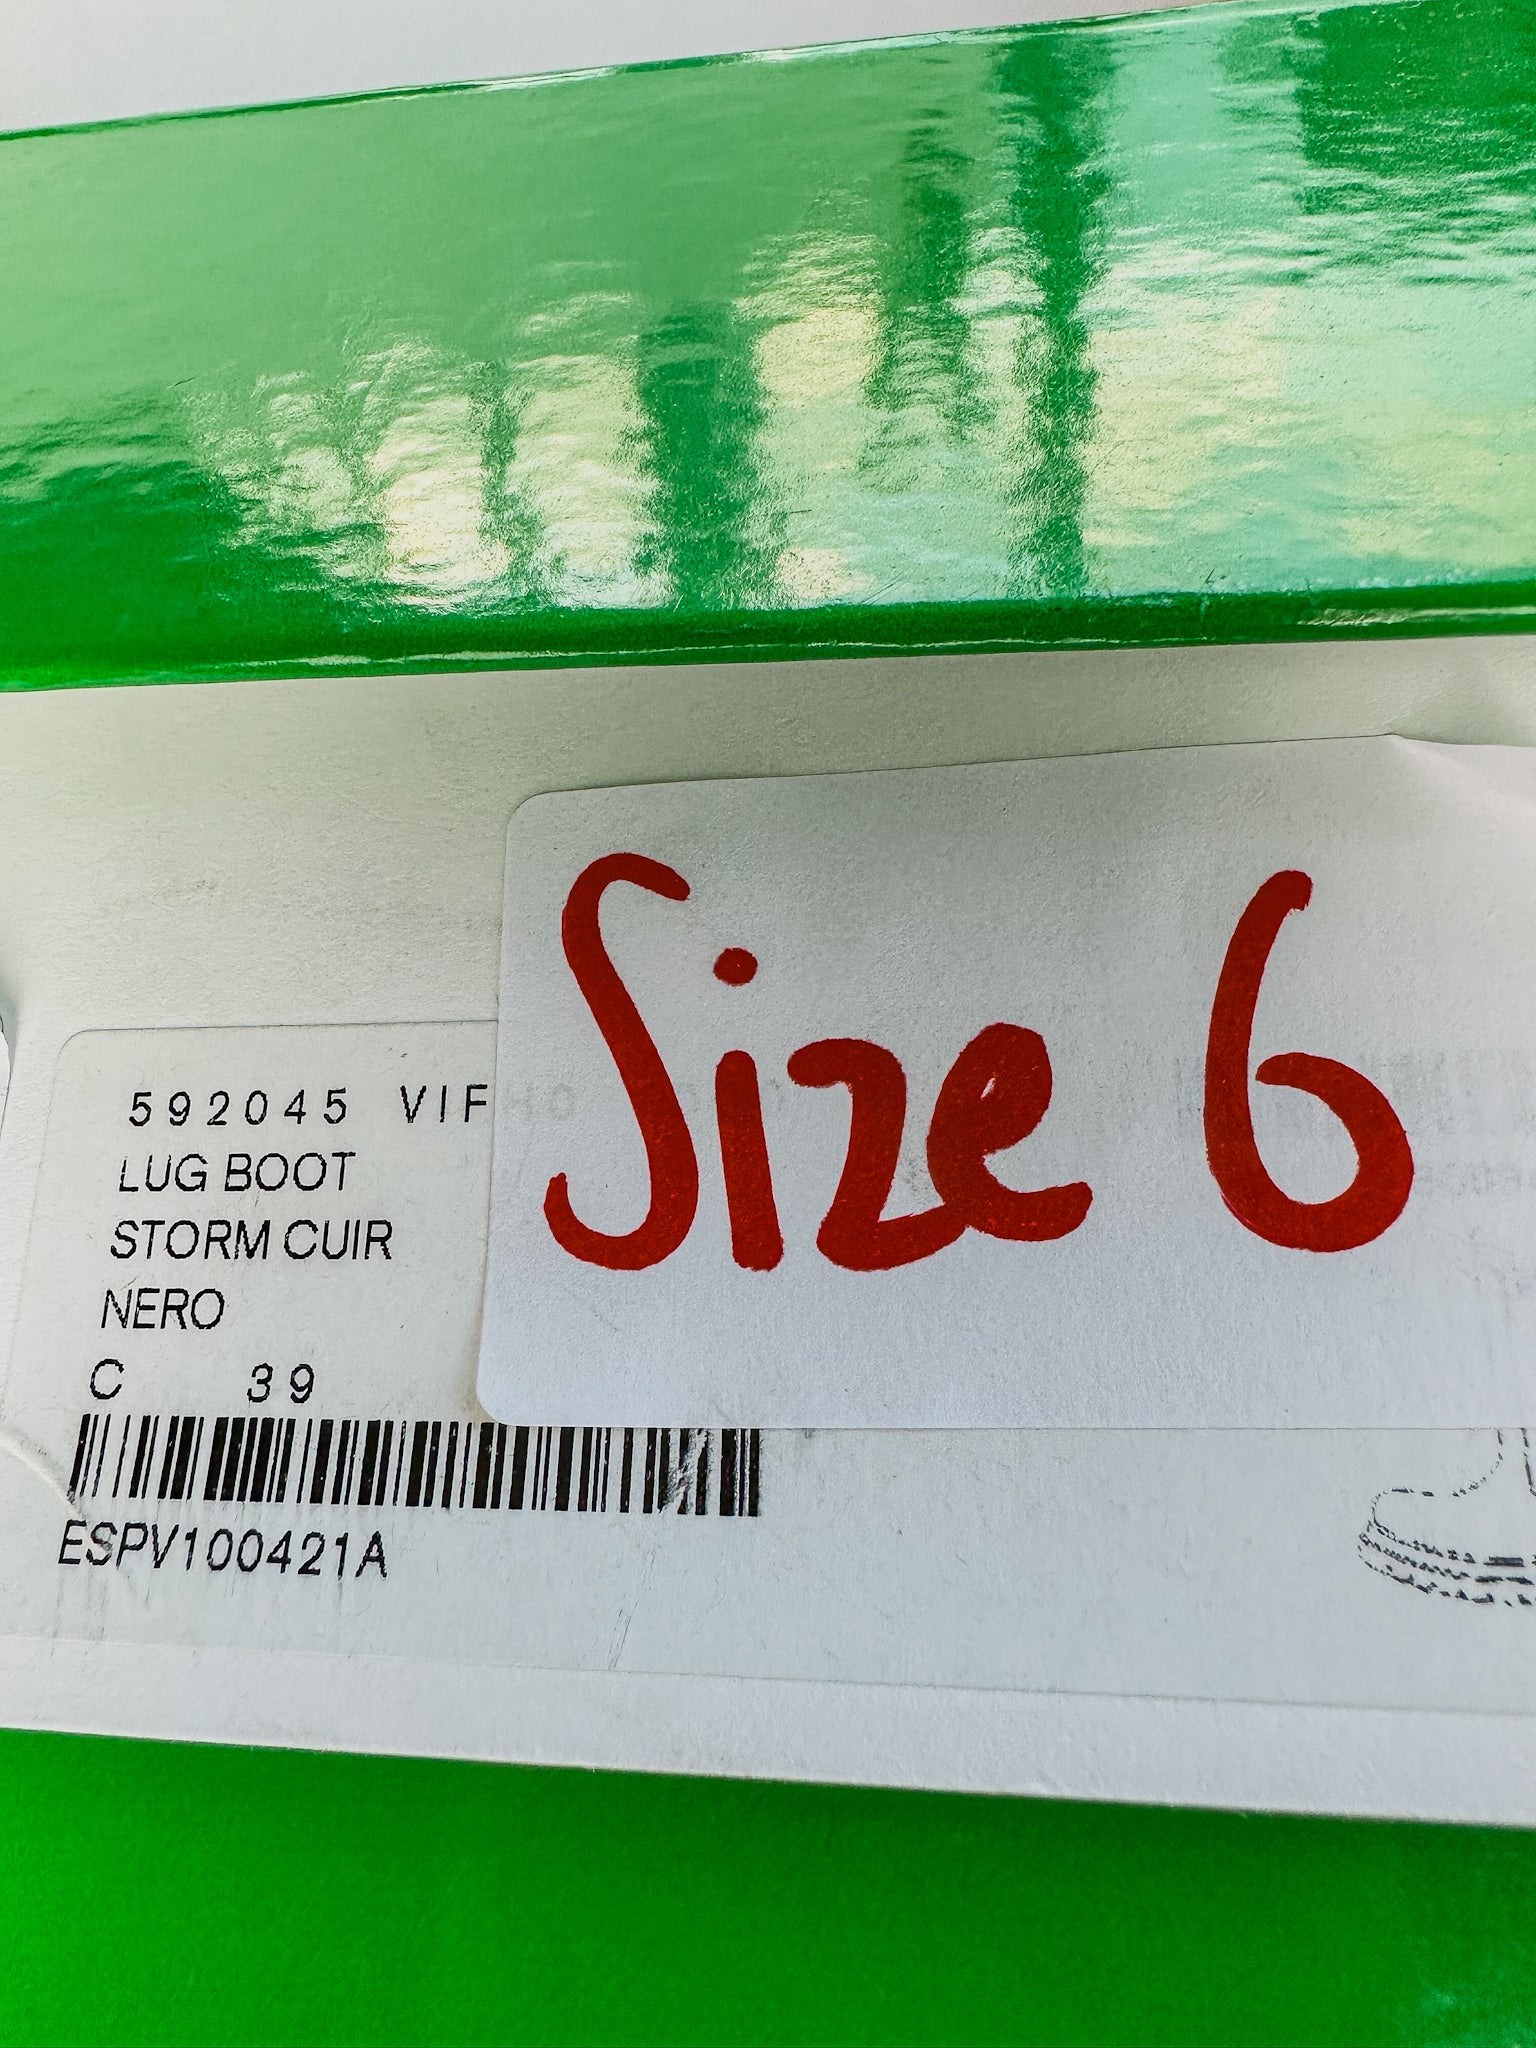 592045 VIF
LUG BOOT
STORM CUIR
NERO
C 39
ESPV100421A
Size 6